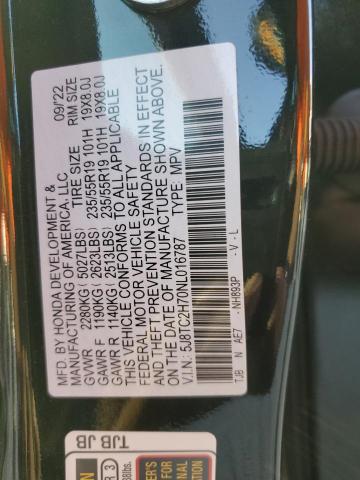 MFD. BY HONDA DEVELOPMENT & 09/'22
MANUFACTURING OF AMERICA, LLC
TIRE SIZE RIM SIZE
GVWR 2280KG( 5027LBS) 235/55R19 101H 19X8.0J
GAWR F 1190KG( 2623LBS) 235/55R19 101H 19X8.0J
GAWR R 1140KG( 2513LBS)
THIS VEHICLE CONFORMS TO ALL APPLICABLE
FEDERAL MOTOR VEHICLE SAFETY
AND THEFT PREVENTION STANDARDS IN EFFECT
ON THE DATE OF MANUFACTURE SHOWN ABOVE.
V.I.N: 5J8TC2H70NL016787 TYPE: MPV
TJB N AE7 - NH893P - V - L
TJB JB